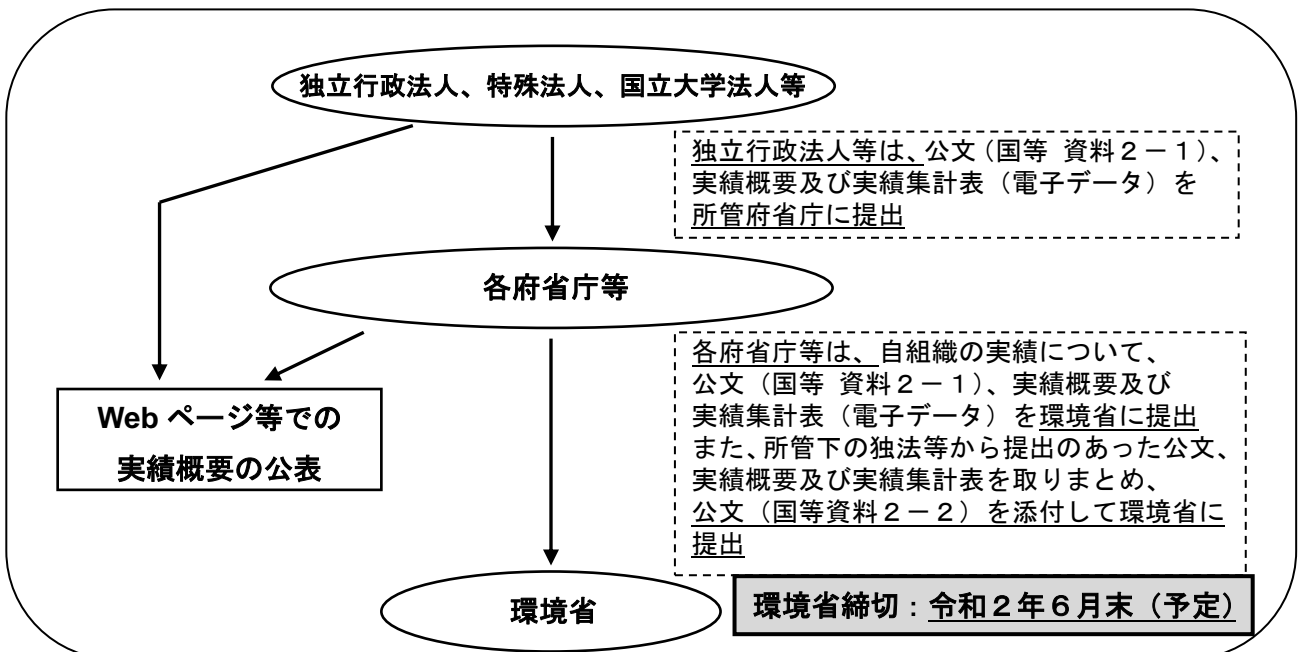 独立行政法人、特殊法人、国立大学法人等
独立行政法人等は、公文（国等 資料２－１）、
実績概要及び実績集計表（電子データ）を
所管府省庁に提出
各府省庁等
各府省庁等は、自組織の実績について、
公文（国等 資料２－１）、実績概要及び
実績集計表（電子データ）を環境省に提出
また、所管下の独法等から提出のあった公文、
実績概要及び実績集計表を取りまとめ、
公文（国等資料２－２）を添付して環境省に
提出
Web ページ等での
実績概要の公表
環境省
環境省締切：令和２年６月末（予定）